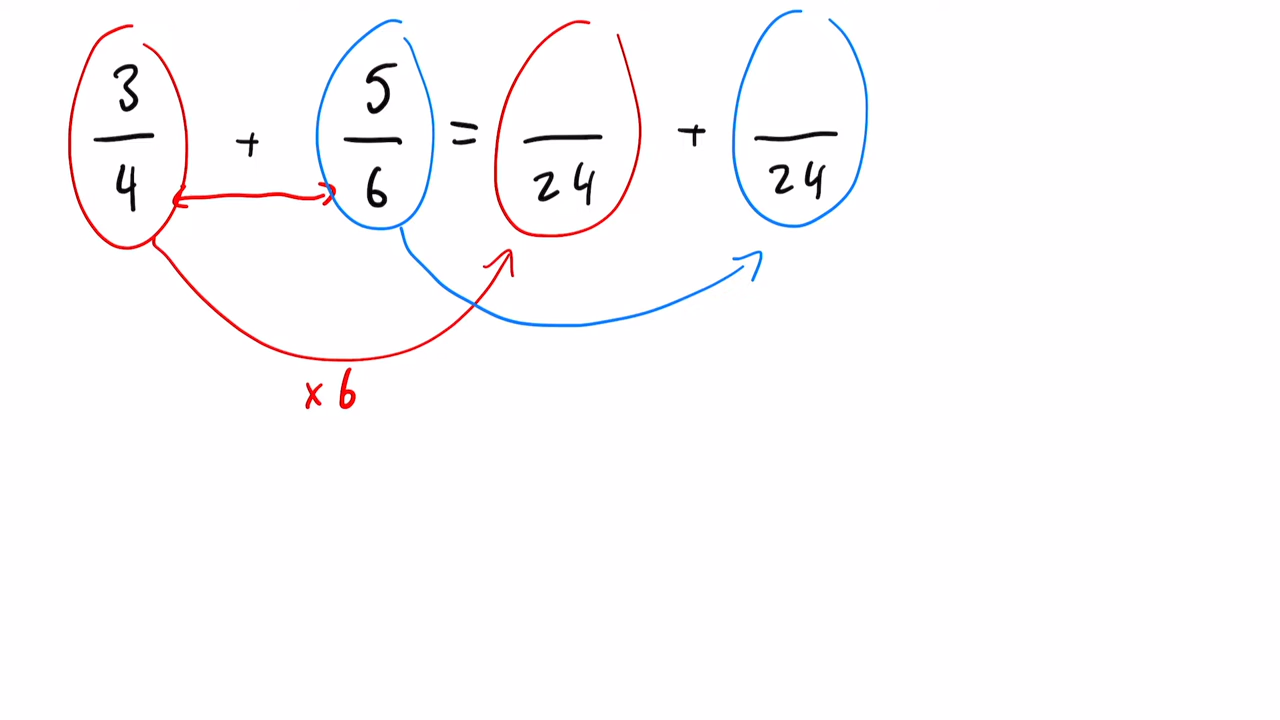 3/4 + 5/6 = /24 + /24
x 6